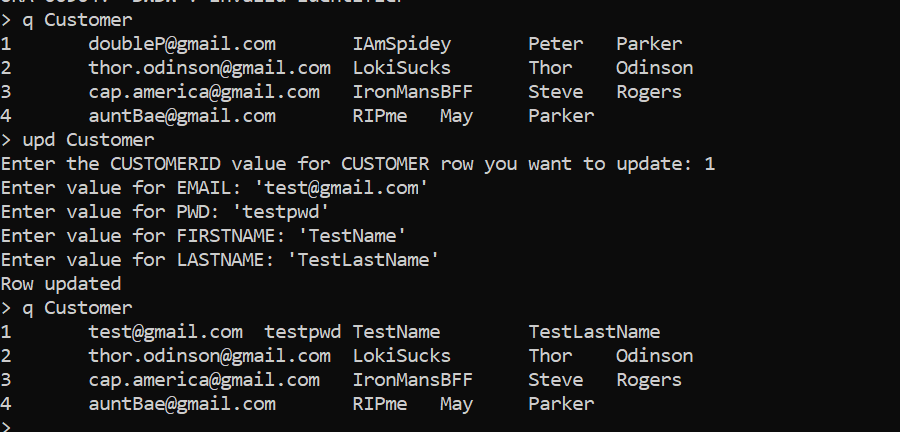 > q Customer
1 doubleP@gmail.com IAmSpidey Peter Parker
2 thor.odinson@gmail.com LokiSucks Thor Odinson
3 cap.america@gmail.com IronMansBFF Steve Rogers
4 auntBae@gmail.com RIPme May Parker
> upd Customer
Enter the CUSTOMERID value for CUSTOMER row you want to update: 1
Enter value for EMAIL: 'test@gmail.com'
Enter value for PWD: 'testpwd'
Enter value for FIRSTNAME: 'TestName'
Enter value for LASTNAME: 'TestLastName'
Row updated
> q Customer
1 test@gmail.com testpwd TestName TestLastName
2 thor.odinson@gmail.com LokiSucks Thor Odinson
3 cap.america@gmail.com IronMansBFF Steve Rogers
4 auntBae@gmail.com RIPme May Parker
>